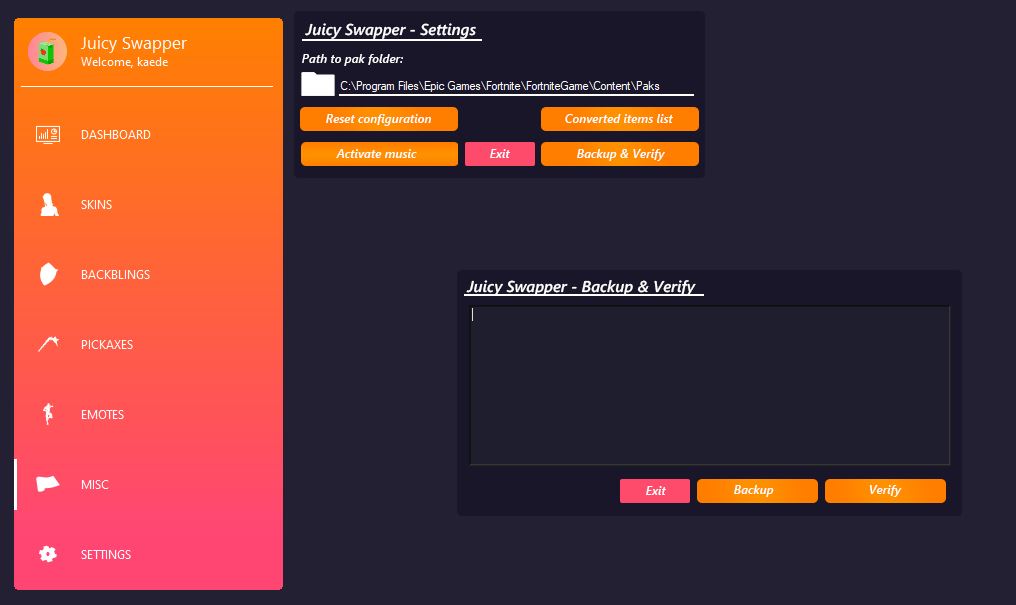 Juicy Swapper
Welcome, kaede
DASHBOARD
SKINS
BACKBLINGS
PICKAXES
EMOTES
MISC
SETTINGS
Juicy Swapper - Settings
Path to pak folder:
C:\Program Files\Epic Games\Fortnite\FortniteGame\Content\Paks
Reset configuration
Converted items list
Activate music
Exit
Backup & Verify
Juicy Swapper - Backup & Verify
Exit
Backup
Verify